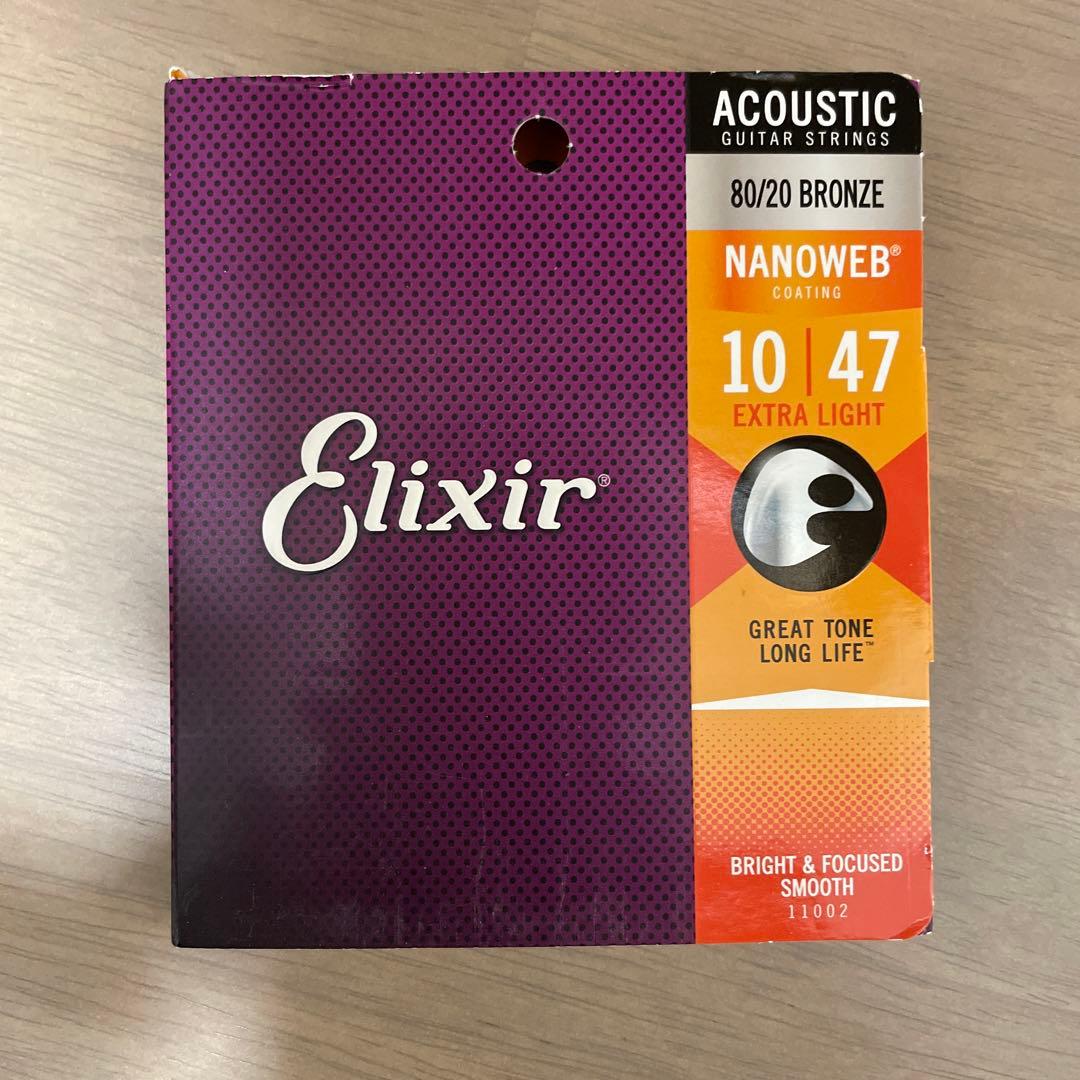 Elixir®
ACOUSTIC
GUITAR STRINGS
80/20 BRONZE
NANOWEB®
COATING
10 | 47
EXTRA LIGHT
GREAT TONE
LONG LIFE™
BRIGHT & FOCUSED
SMOOTH
11002